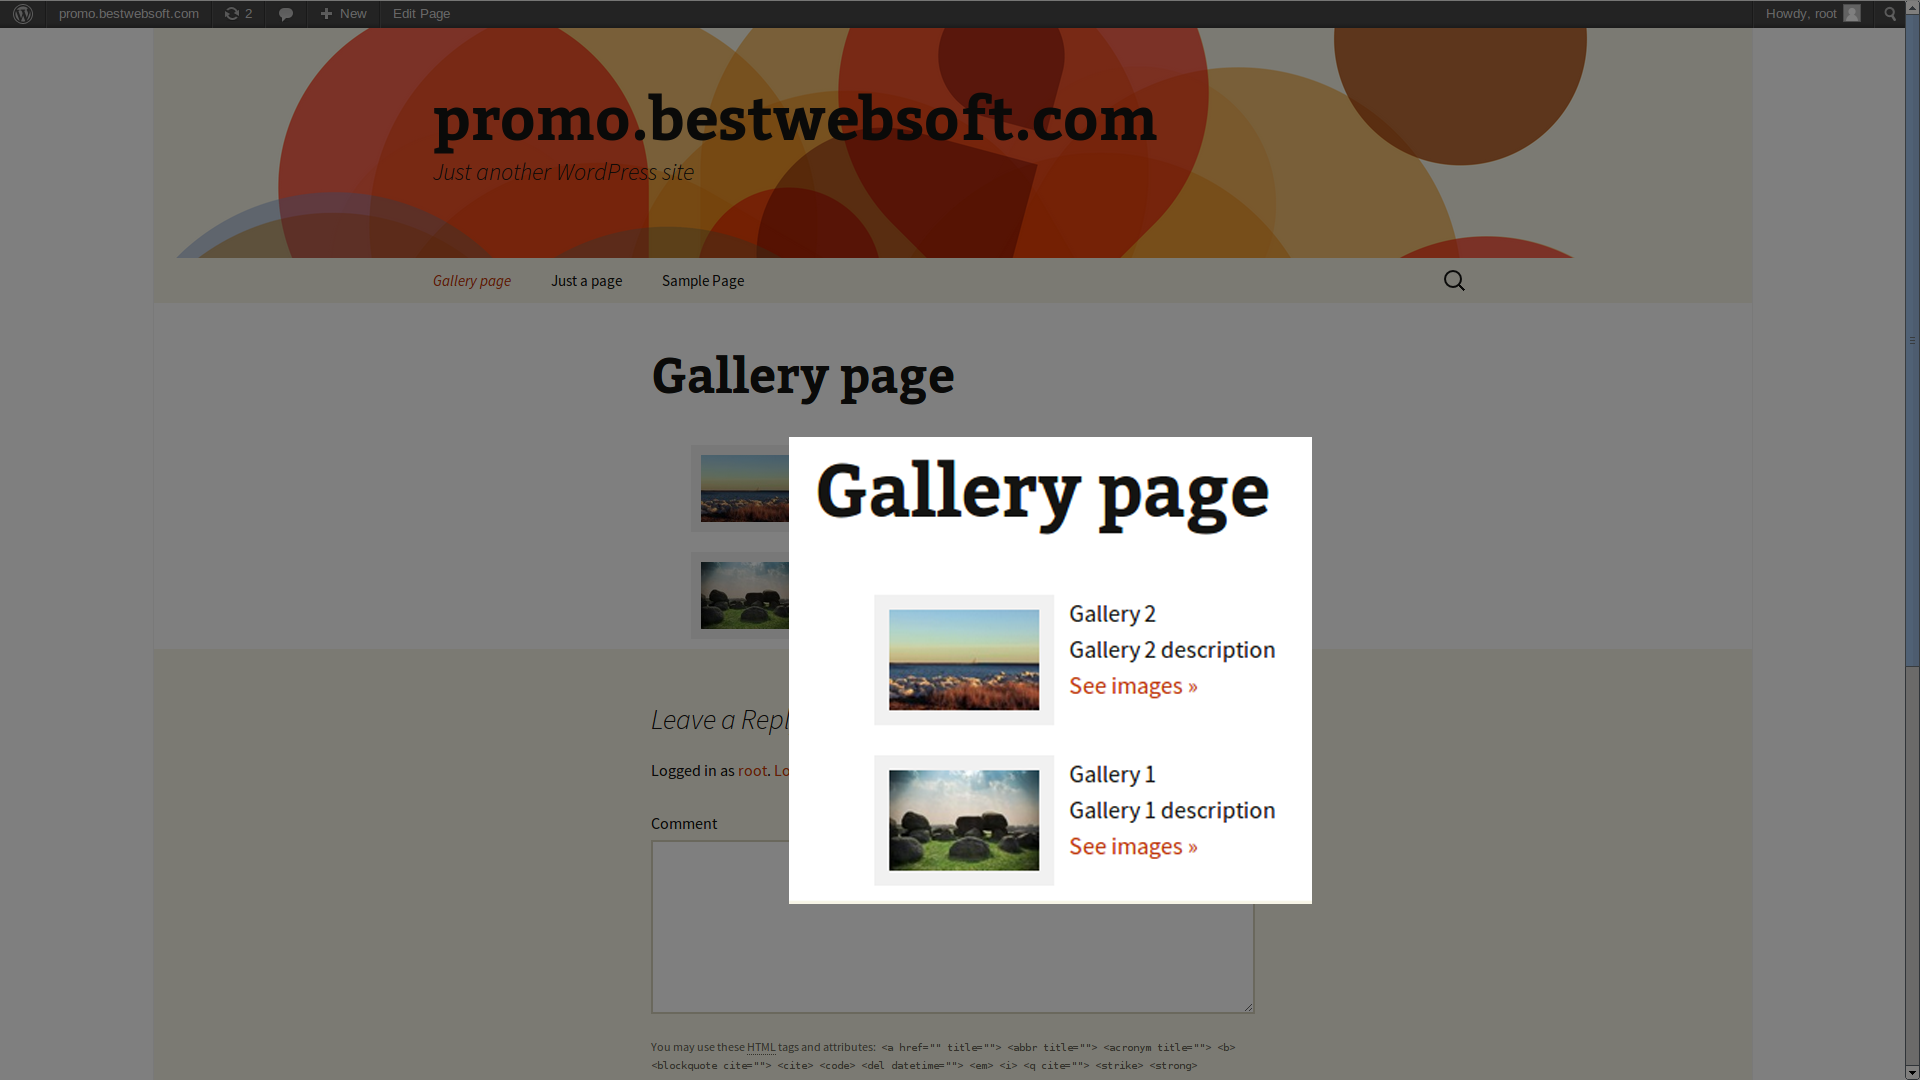 promo.bestwebsoft.com 2 New Edit Page Howdy, root
promo.bestwebsoft.com
Just another WordPress site
Gallery page Just a page Sample Page
Gallery page
Gallery page
Gallery 2
Gallery 2 description
See images »
Gallery 1
Gallery 1 description
See images »
Leave a Repl
Logged in as root. Lo
Comment
You may use these HTML tags and attributes: <a href="" title=""> <abbr title=""> <acronym title=""> <b>
<blockquote cite=""> <cite> <code> <del datetime=""> <em> <i> <q cite=""> <strike> <strong>